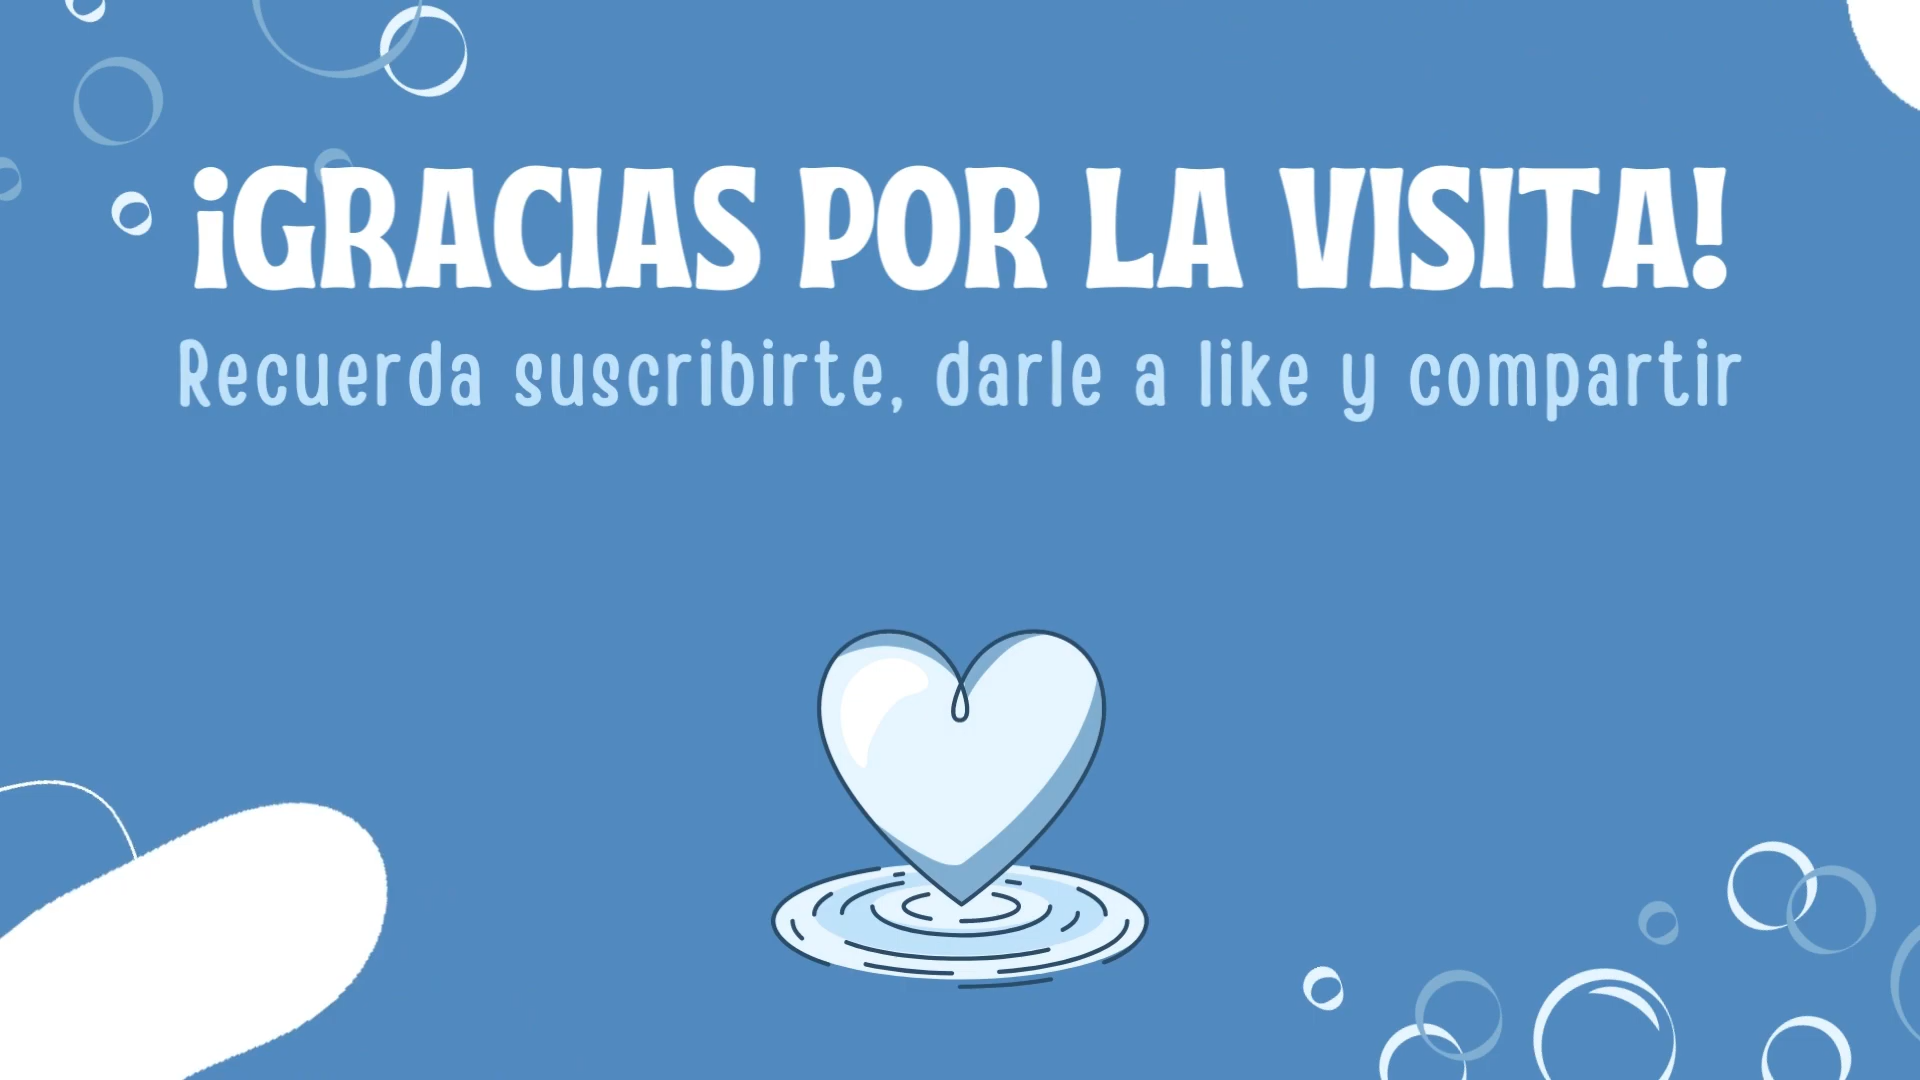 ¡GRACIAS POR LA VISITA!
Recuerda suscribirte, darle a like y compartir